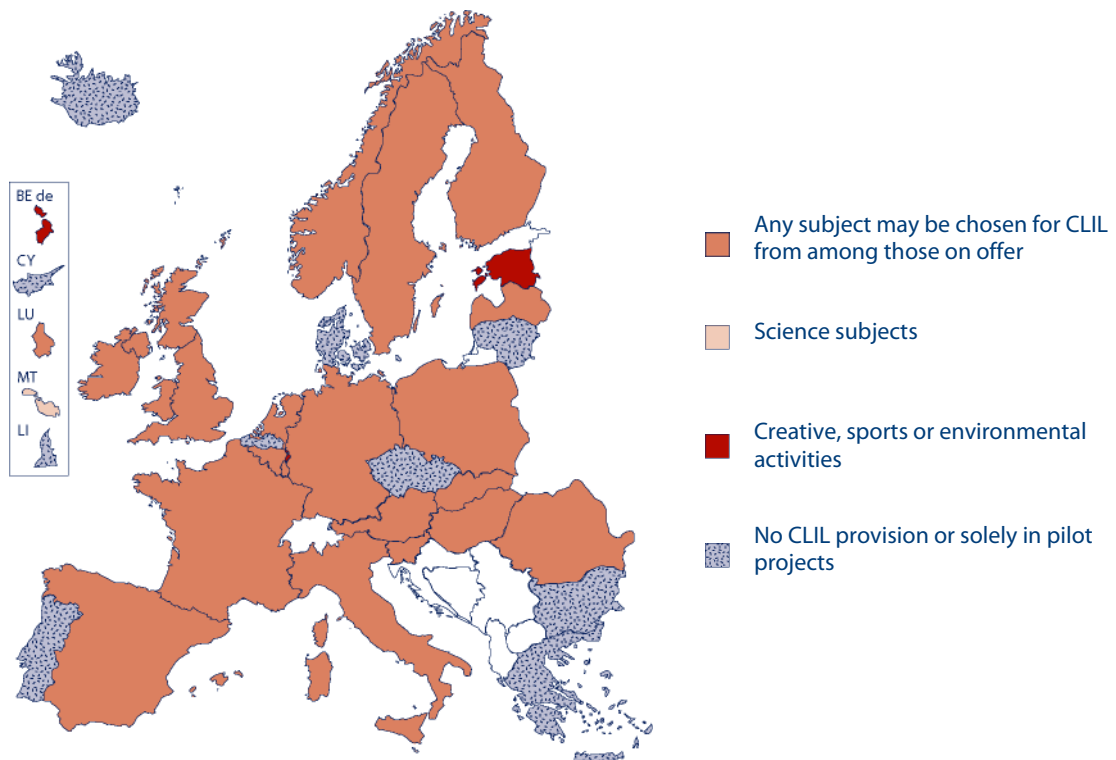 BE de
CY
LU
MT
LI
Any subject may be chosen for CLIL
from among those on offer
Science subjects
Creative, sports or environmental
activities
No CLIL provision or solely in pilot
projects